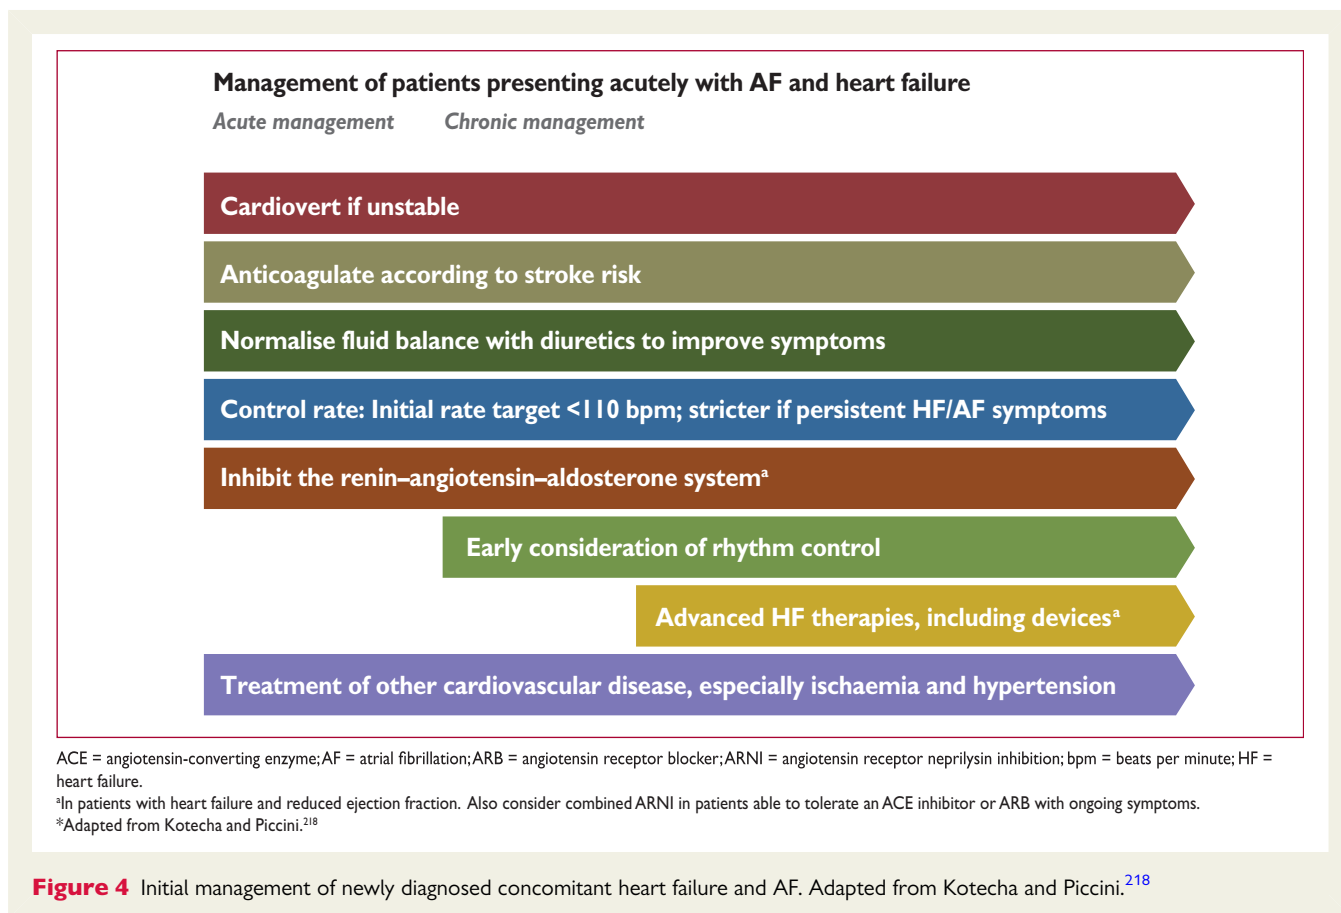 Management of patients presenting acutely with AF and heart failure
Acute management Chronic management
Cardiovert if unstable
Anticoagulate according to stroke risk
Normalise fluid balance with diuretics to improve symptoms
Control rate: Initial rate target <110 bpm; stricter if persistent HF/AF symptoms
Inhibit the renin–angiotensin–aldosterone systemᵃ
Early consideration of rhythm control
Advanced HF therapies, including devicesᵃ
Treatment of other cardiovascular disease, especially ischaemia and hypertension
ACE = angiotensin-converting enzyme; AF = atrial fibrillation; ARB = angiotensin receptor blocker; ARNI = angiotensin receptor neprilysin inhibition; bpm = beats per minute; HF =
heart failure.
ᵃIn patients with heart failure and reduced ejection fraction. Also consider combined ARNI in patients able to tolerate an ACE inhibitor or ARB with ongoing symptoms.
*Adapted from Kotecha and Piccini.²¹⁸
Figure 4 Initial management of newly diagnosed concomitant heart failure and AF. Adapted from Kotecha and Piccini.²¹⁸